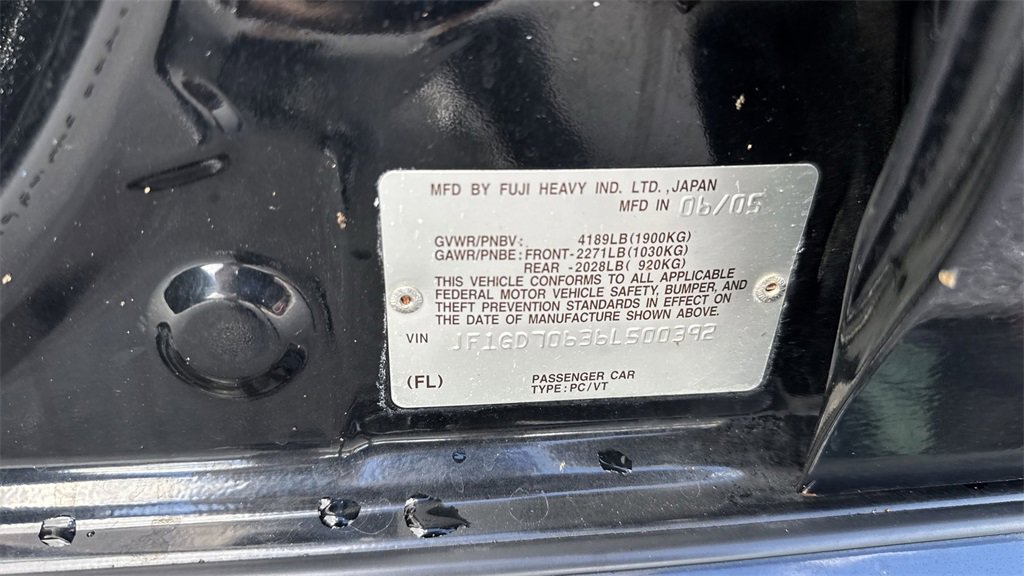 MFD BY FUJI HEAVY IND. LTD., JAPAN
MFD IN 06/05
GVWR/PNBV: 4189LB(1900KG)
GAWR/PNBE: FRONT-2271LB(1030KG)
REAR -2028LB( 920KG)
THIS VEHICLE CONFORMS TO ALL APPLICABLE
FEDERAL MOTOR VEHICLE SAFETY, BUMPER, AND
THEFT PREVENTION STANDARDS IN EFFECT ON
THE DATE OF MANUFACTURE SHOWN ABOVE.
VIN JF1GD70636L500392
(FL) PASSENGER CAR
TYPE: PC/VT